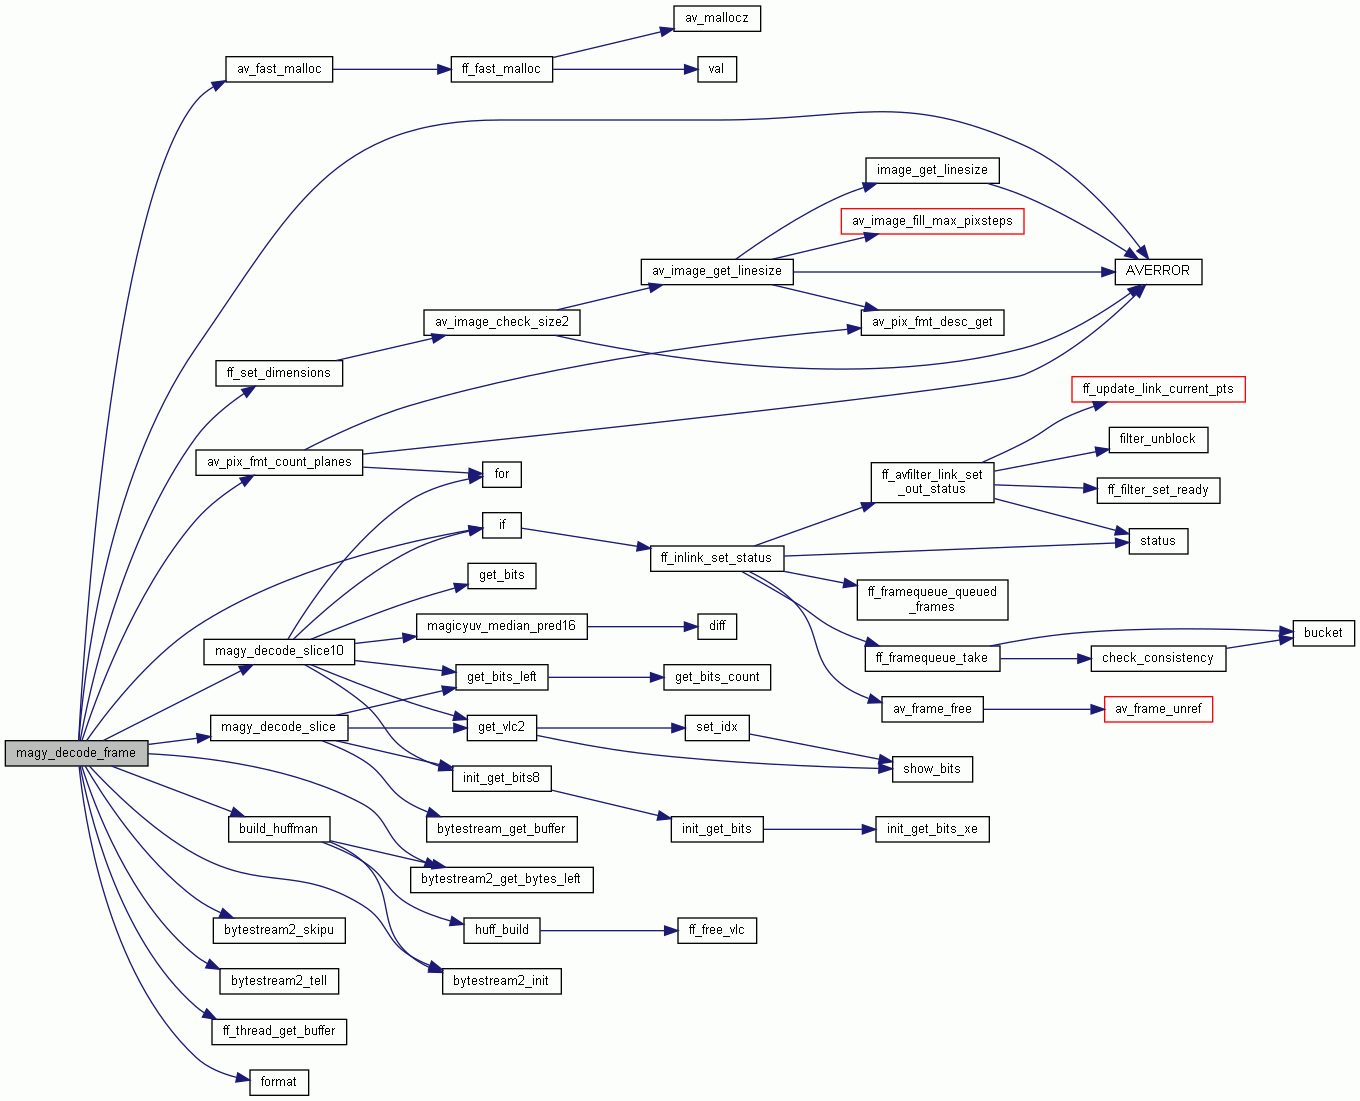 av_mallocz
av_fast_malloc
ff_fast_malloc
val
image_get_linesize
av_image_fill_max_pixsteps
av_image_get_linesize
AVERROR
av_image_check_size2
av_pix_fmt_desc_get
ff_set_dimensions
ff_update_link_current_pts
filter_unblock
av_pix_fmt_count_planes
for
ff_avfilter_link_set
_out_status
ff_filter_set_ready
if
status
ff_inlink_set_status
get_bits
ff_framequeue_queued
_frames
magicyuv_median_pred16
diff
bucket
magy_decode_slice10
ff_framequeue_take
check_consistency
get_bits_left
get_bits_count
av_frame_free
av_frame_unref
magy_decode_slice
get_vlc2
set_idx
magy_decode_frame
show_bits
init_get_bits8
build_huffman
bytestream_get_buffer
init_get_bits
init_get_bits_xe
bytestream2_get_bytes_left
bytestream2_skipu
huff_build
ff_free_vlc
bytestream2_tell
bytestream2_init
ff_thread_get_buffer
format